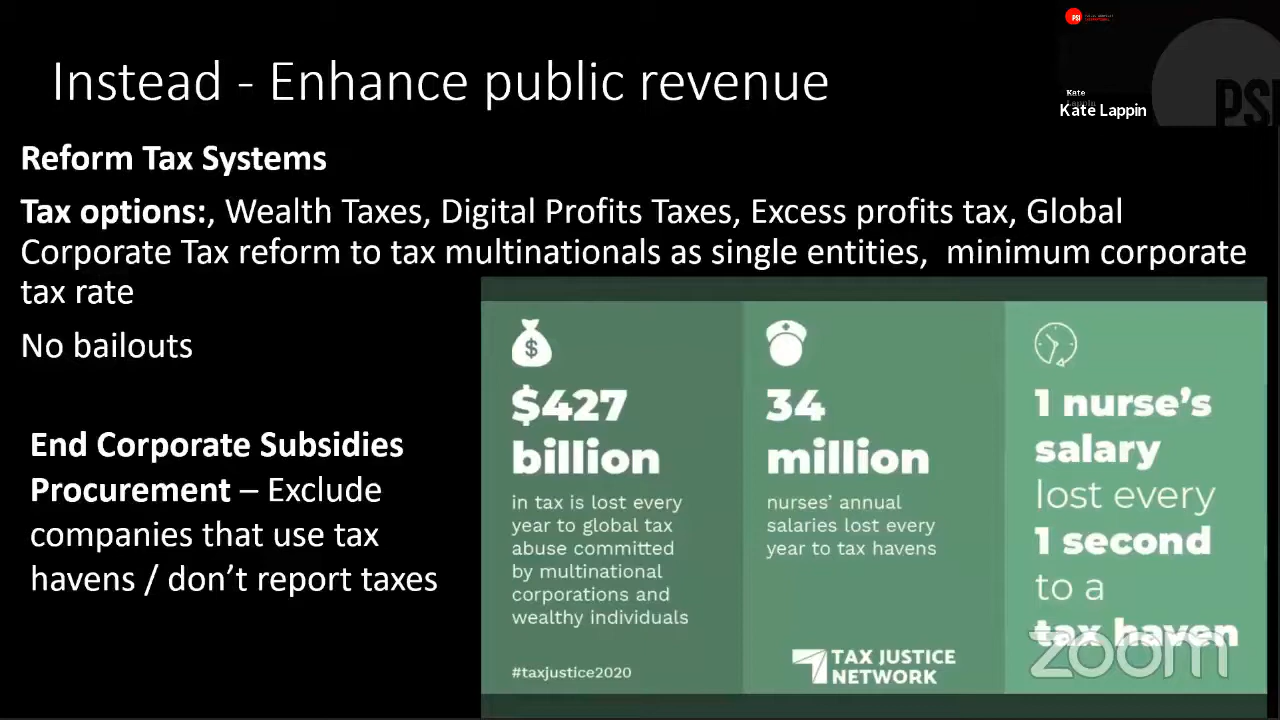 Instead - Enhance public revenue
Kate
Kate Lappin
PSI
Reform Tax Systems
Tax options:, Wealth Taxes, Digital Profits Taxes, Excess profits tax, Global
Corporate Tax reform to tax multinationals as single entities,  minimum corporate
tax rate
No bailouts
End Corporate Subsidies
Procurement – Exclude
companies that use tax
havens / don’t report taxes
$
$427
billion
in tax is lost every
year to global tax
abuse committed
by multinational
corporations and
wealthy individuals
#taxjustice2020
34
million
nurses’ annual
salaries lost every
year to tax havens
TAX JUSTICE
NETWORK
1 nurse’s
salary
lost every
1 second
to a
tax haven
zoom